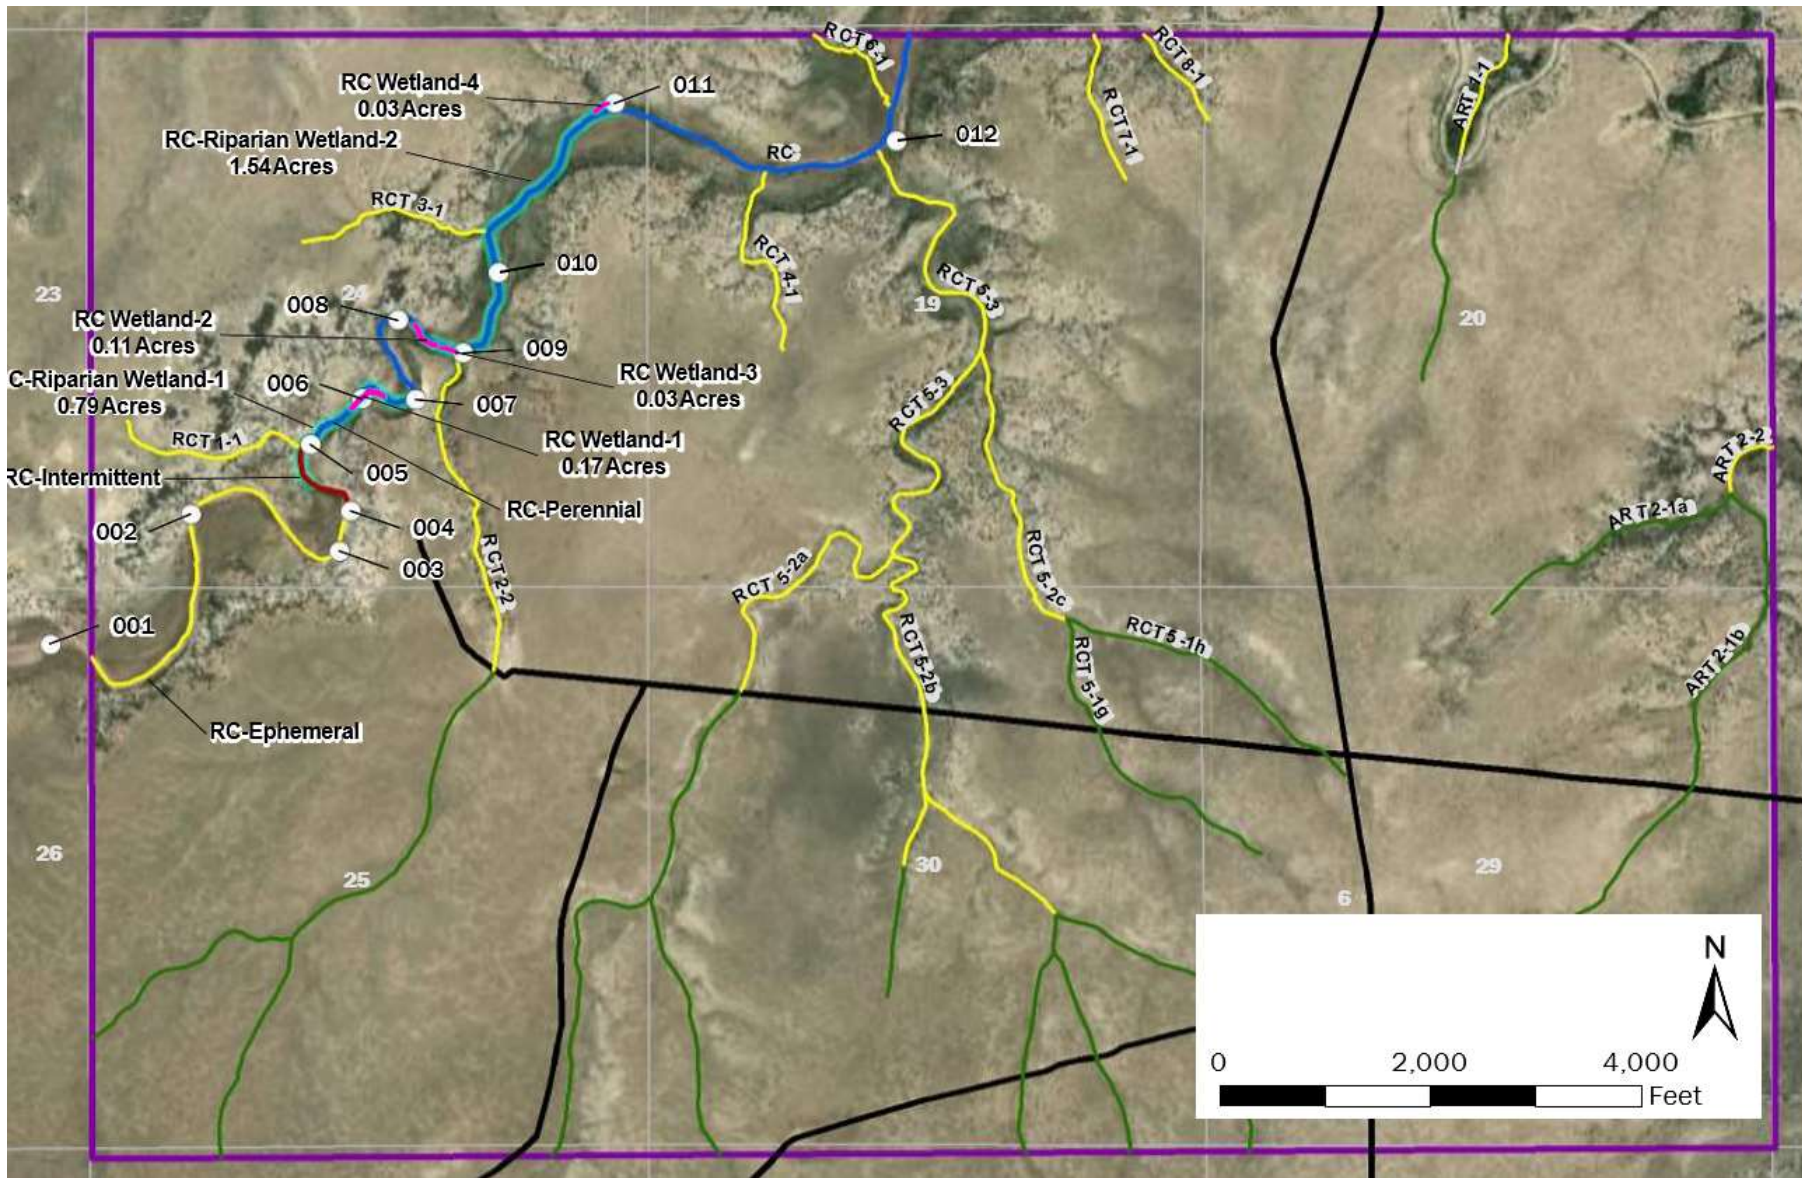 RCT 6-1
RCT 8-1
RC Wetland-4
0.03 Acres
011
ART 1-1
RC-Riparian Wetland-2
1.54 Acres
RC
012
RCT 7-1
RCT 3-1
RCT 4-1
010
RCT 5-3
23
24
008
19
20
RC Wetland-2
0.11 Acres
009
C-Riparian Wetland-1
0.79 Acres
006
007
RC Wetland-3
0.03 Acres
RCT 5-3
RCT 1-1
005
RC Wetland-1
0.17 Acres
ART 2-2
RC-Intermittent
RC-Perennial
002
004
ART 2-1a
003
RCT 2-2
RCT 5-2a
RCT 5-2c
001
RCT 5-2b
RCT 5-1h
RCT 5-1g
ART 2-1b
RC-Ephemeral
26
25
30
29
6
N
0 2,000 4,000
Feet